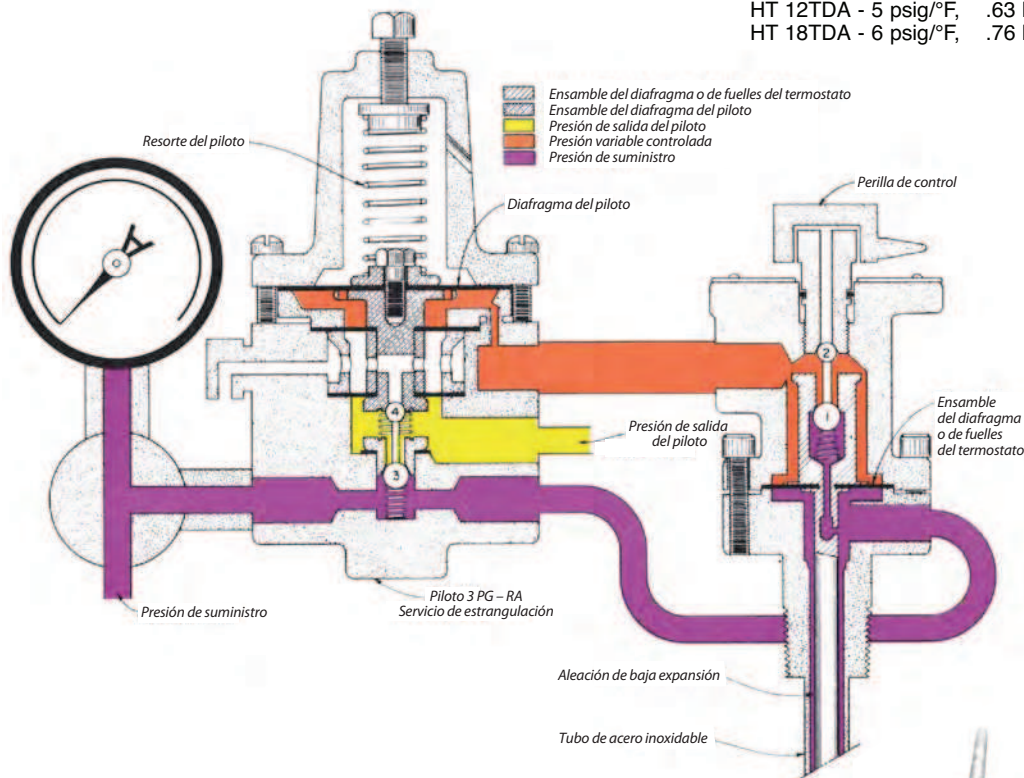 HT 12TDA - 5 psig/°F, .63
HT 18TDA - 6 psig/°F, .76
Ensamble del diafragma o de fuelles del termostato
Ensamble del diafragma del piloto
Presión de salida del piloto
Presión variable controlada
Presión de suministro
Resorte del piloto
Perilla de control
Diafragma del piloto
A
2
1
Ensamble
del diafragma
o de fuelles
del termostato
4
Presión de salida
del piloto
3
Piloto 3 PG – RA
Servicio de estrangulación
Presión de suministro
Aleación de baja expansión
Tubo de acero inoxidable